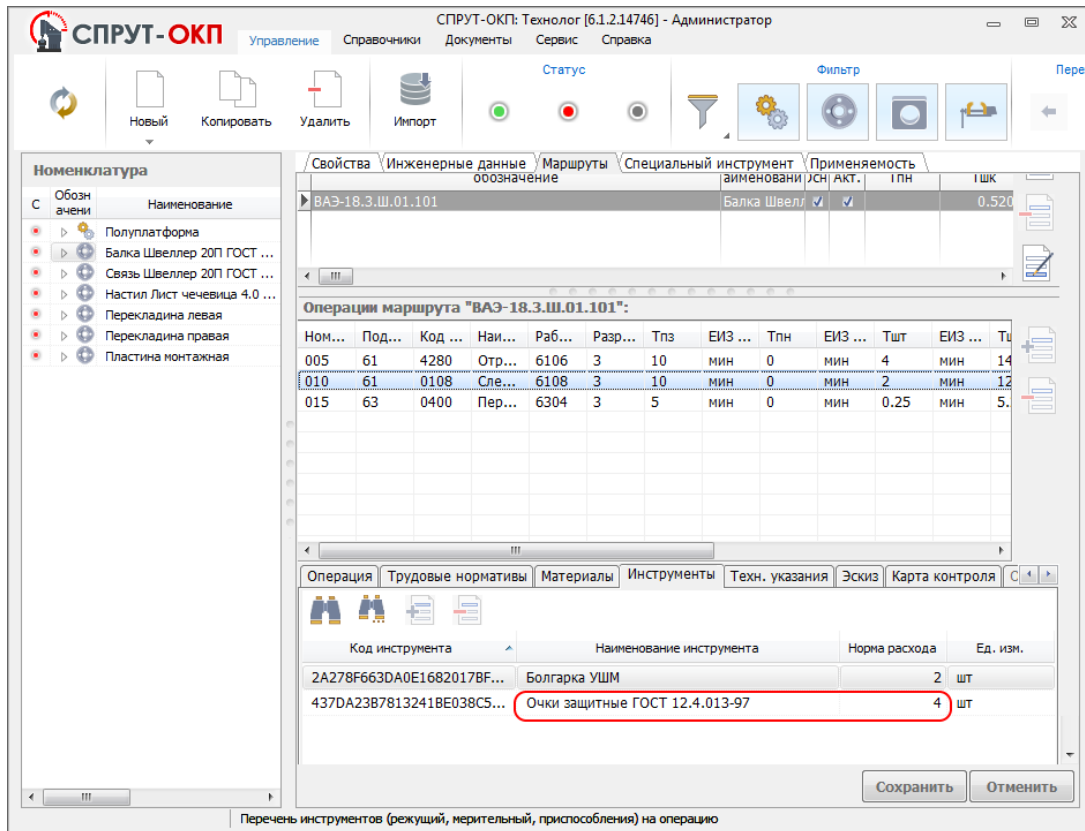 СПРУТ-ОКП: Технолог [6.1.2.14746] - Администратор
СПРУТ-ОКП
Управление Справочники Документы Сервис Справка
Статус Фильтр Пере
Новый Копировать Удалить Импорт
Номенклатура
С Обозн ачени Наименование
Полуплатформа
Балка Швеллер 20П ГОСТ ...
Связь Швеллер 20П ГОСТ ...
Настил Лист чечевица 4.0 ...
Перекладина левая
Перекладина правая
Пластина монтажная
Свойства Инженерные данные Маршруты Специальный инструмент Применяемость
обозначение аименовани Осн Акт. Тпн Тшк
ВАЭ-18.3.Ш.01.101 Балка Швелл 0.520
Операции маршрута "ВАЭ-18.3.Ш.01.101":
Ном... Под... Код ... Наи... Раб... Разр... Тпз ЕИЗ ... Тпн ЕИЗ ... Тшт ЕИЗ ... Тш
005 61 4280 Отр... 6106 3 10 мин 0 мин 4 мин 14
010 61 0108 Сле... 6108 3 10 мин 0 мин 2 мин 12
015 63 0400 Пер... 6304 3 5 мин 0 мин 0.25 мин 5.
Операция Трудовые нормативы Материалы Инструменты Техн. указания Эскиз Карта контроля С
Код инструмента Наименование инструмента Норма расхода Ед. изм.
2A278F663DA0E1682017BF... Болгарка УШМ 2 шт
437DA23B7813241BE038C5... Очки защитные ГОСТ 12.4.013-97 4 шт
Сохранить Отменить
Перечень инструментов (режущий, мерительный, приспособления) на операцию